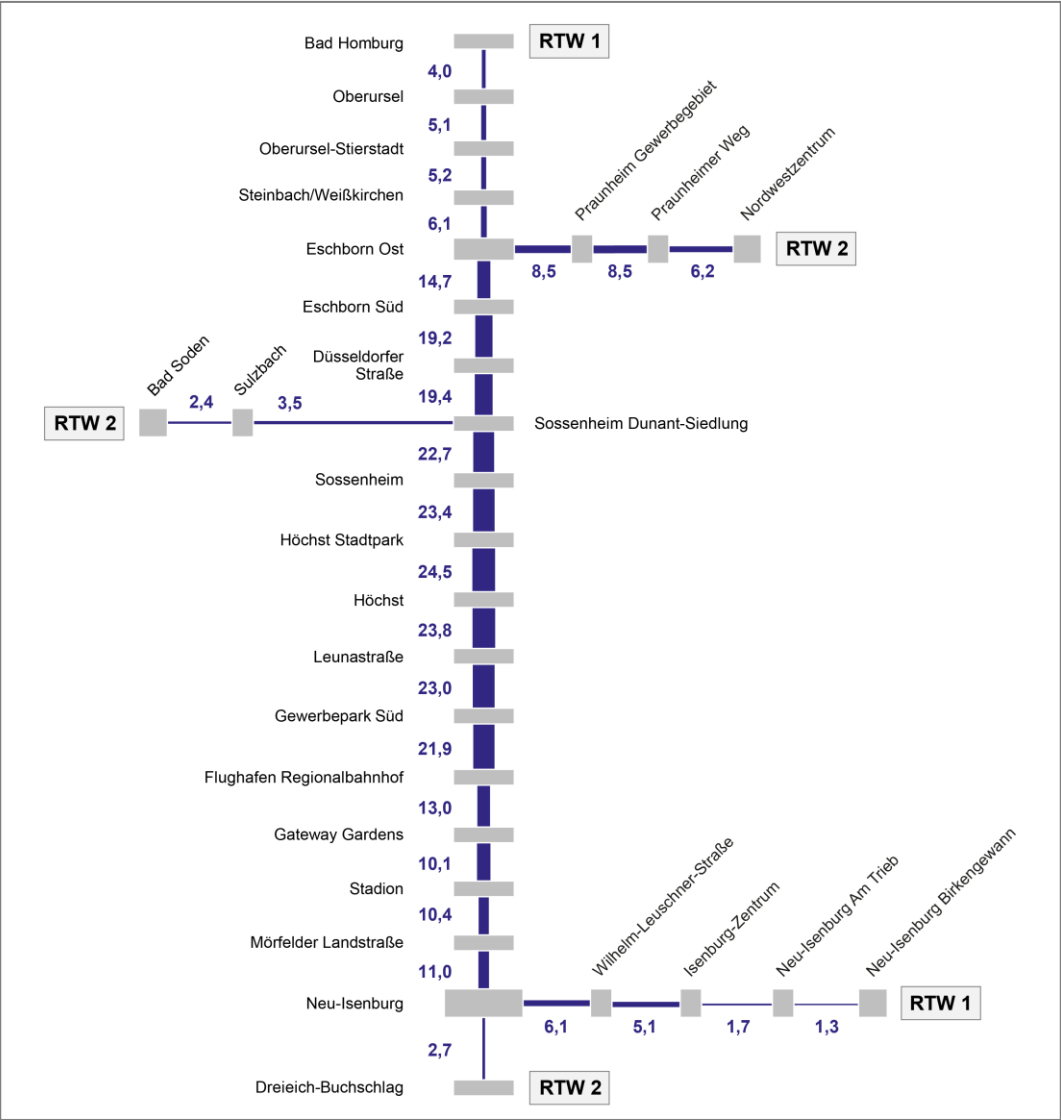 Bad Homburg
RTW 1
4,0
Oberursel
5,1
Oberursel-Stierstadt
5,2
Steinbach/Weißkirchen
6,1
Eschborn Ost
Praunheim Gewerbegebiet
Praunheimer Weg
Nordwestzentrum
RTW 2
8,5
8,5
6,2
14,7
Eschborn Süd
19,2
Düsseldorfer
Straße
19,4
Bad Soden
Sulzbach
RTW 2
2,4
3,5
Sossenheim Dunant-Siedlung
22,7
Sossenheim
23,4
Höchst Stadtpark
24,5
Höchst
23,8
Leunastraße
23,0
Gewerbepark Süd
21,9
Flughafen Regionalbahnhof
13,0
Gateway Gardens
10,1
Stadion
10,4
Mörfelder Landstraße
11,0
Neu-Isenburg
Wilhelm-Leuschner-Straße
Isenburg-Zentrum
Neu-Isenburg Am Trieb
Neu-Isenburg Birkengewann
RTW 1
6,1
5,1
1,7
1,3
2,7
Dreieich-Buchschlag
RTW 2